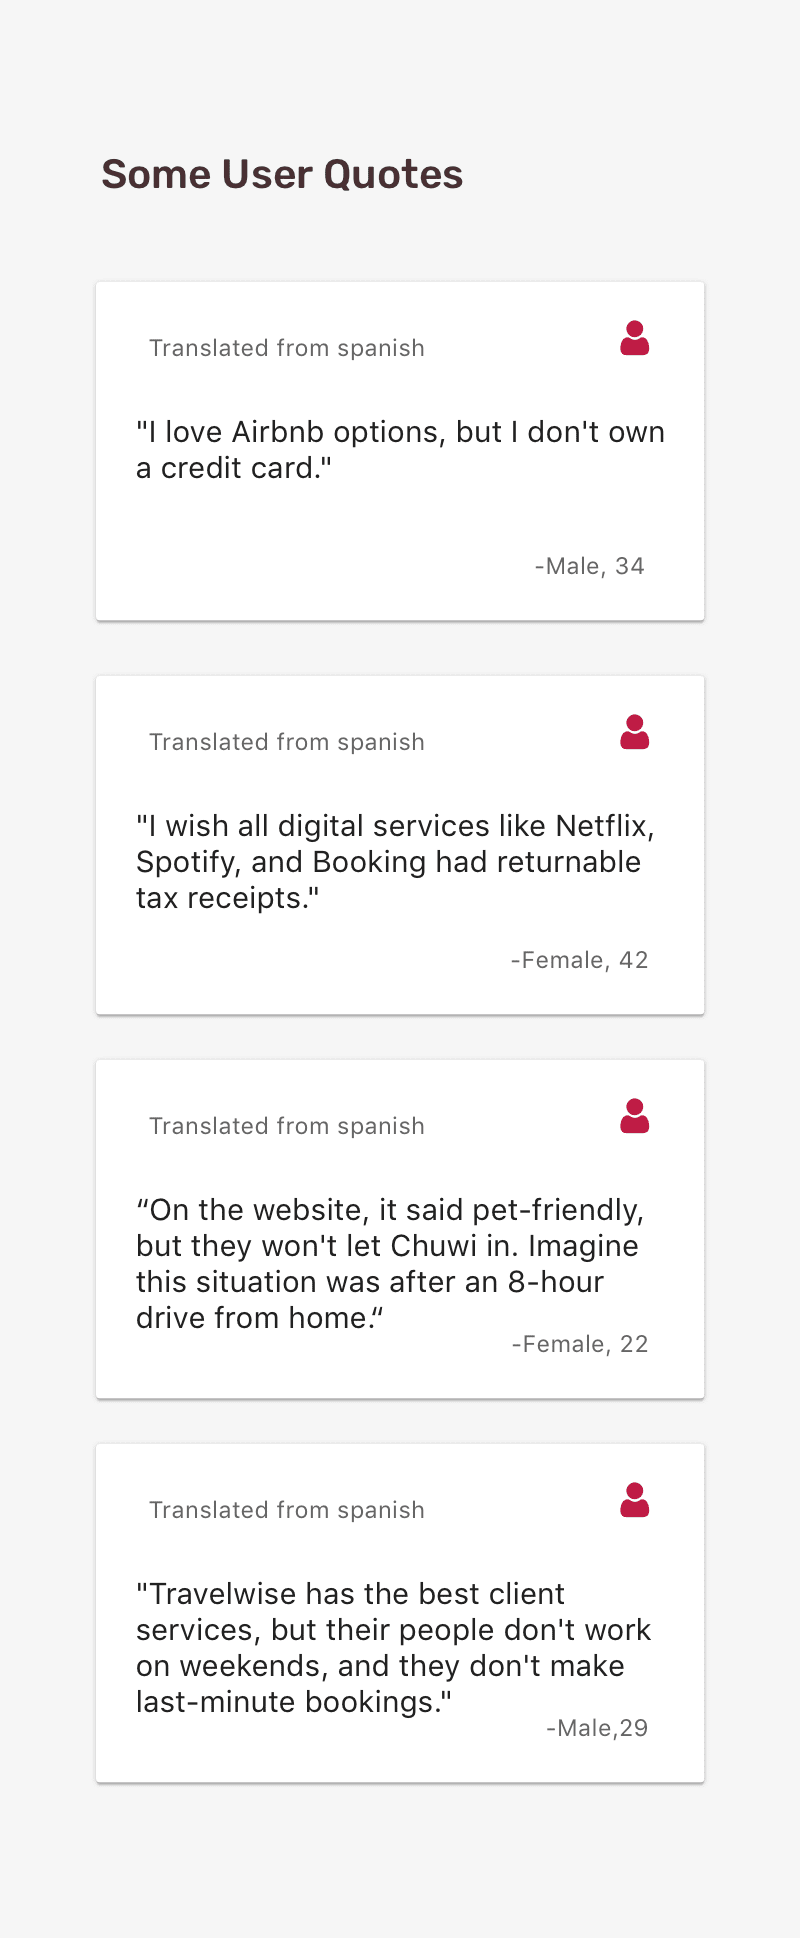 Some User Quotes
Translated from spanish
"I love Airbnb options, but I don't own
a credit card."
-Male, 34
Translated from spanish
"I wish all digital services like Netflix,
Spotify, and Booking had returnable
tax receipts."
-Female, 42
Translated from spanish
“On the website, it said pet-friendly,
but they won't let Chuwi in. Imagine
this situation was after an 8-hour
drive from home.“
-Female, 22
Translated from spanish
"Travelwise has the best client
services, but their people don't work
on weekends, and they don't make
last-minute bookings."
-Male,29